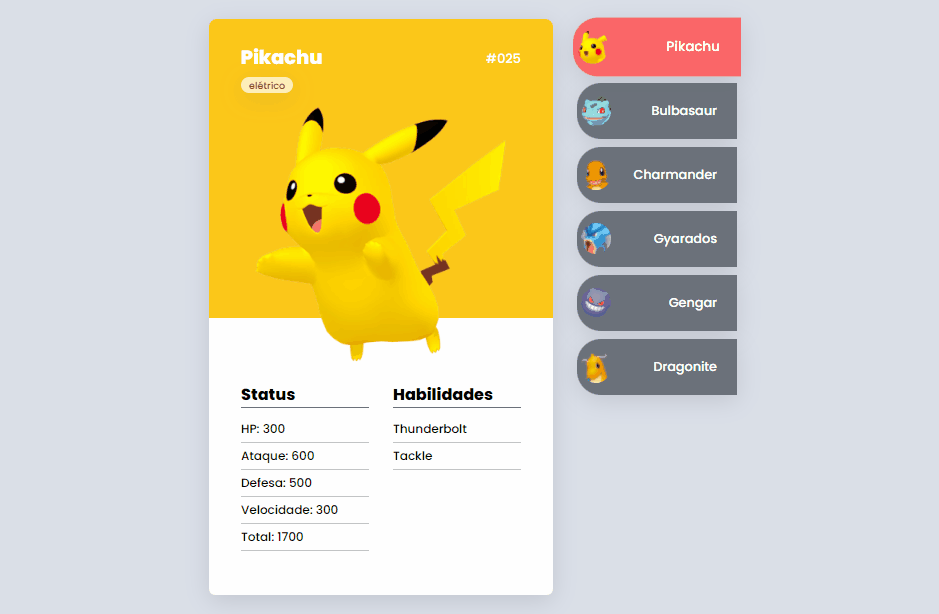 Pikachu
#025
elétrico
Status
HP: 300
Ataque: 600
Defesa: 500
Velocidade: 300
Total: 1700
Habilidades
Thunderbolt
Tackle
Pikachu
Bulbasaur
Charmander
Gyarados
Gengar
Dragonite